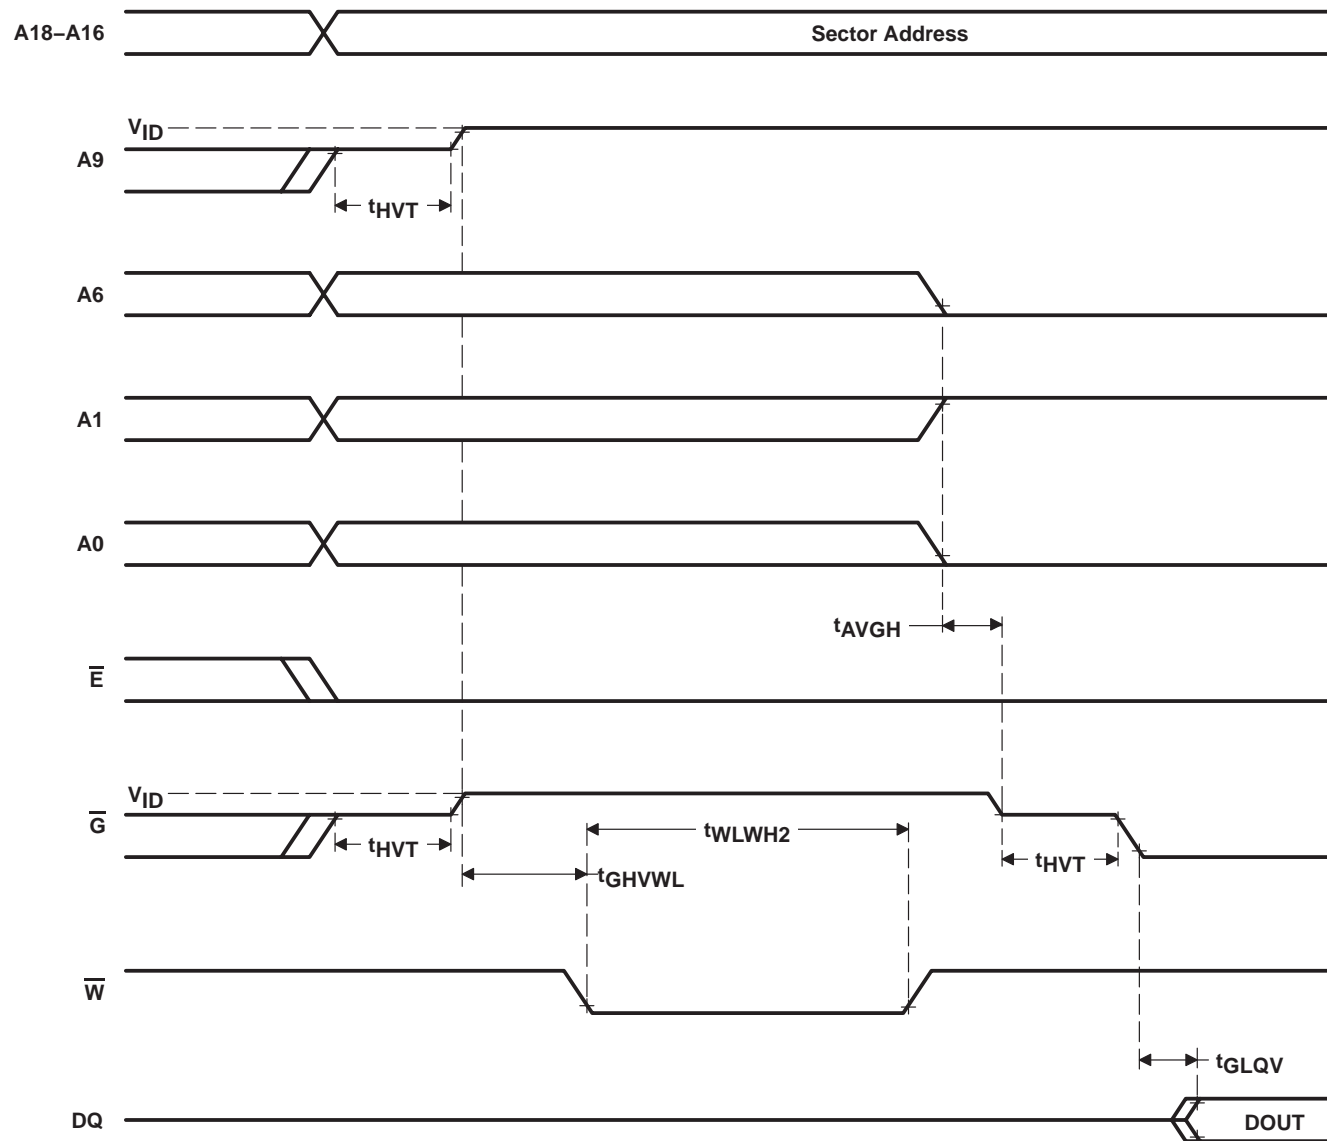 A18–A16
Sector Address
VID
A9
tHVT
A6
A1
A0
tAVGH
E
VID
G
tHVT
tWLWH2
tGHVWL
tHVT
W
tGLQV
DQ
DOUT